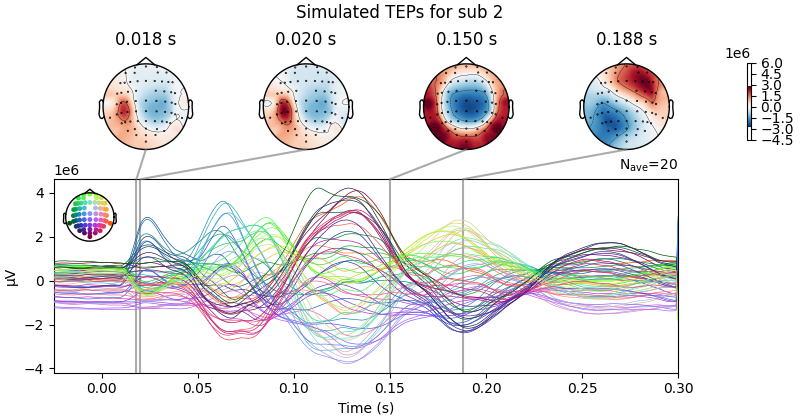 Simulated TEPs for sub 2
0.018 s
0.020 s
0.150 s
0.188 s
1e6
6.0
4.5
3.0
1.5
0.0
−1.5
−3.0
−4.5
Nave=20
1e6
4
2
0
−2
−4
µV
0.00
0.05
0.10
0.15
0.20
0.25
0.30
Time (s)